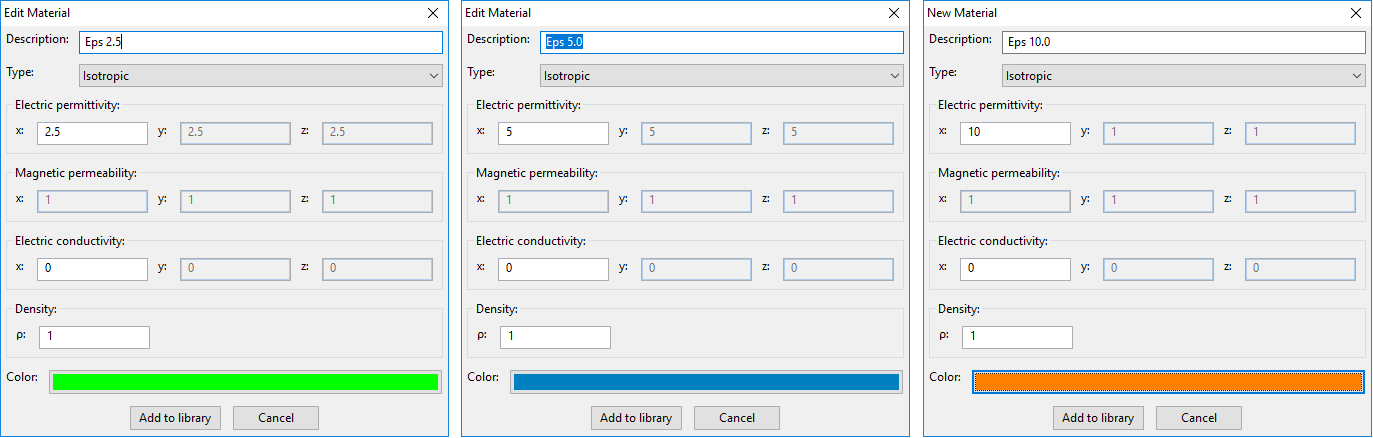 Edit Material
Description: Eps 2.5
Type: Isotropic
Electric permittivity:
x: 2.5 y: 2.5 z: 2.5
Magnetic permeability:
x: 1 y: 1 z: 1
Electric conductivity:
x: 0 y: 0 z: 0
Density:
ρ: 1
Color:
Add to library Cancel
Edit Material
Description: Eps 5.0
Type: Isotropic
Electric permittivity:
x: 5 y: 5 z: 5
Magnetic permeability:
x: 1 y: 1 z: 1
Electric conductivity:
x: 0 y: 0 z: 0
Density:
ρ: 1
Color:
Add to library Cancel
New Material
Description: Eps 10.0
Type: Isotropic
Electric permittivity:
x: 10 y: 1 z: 1
Magnetic permeability:
x: 1 y: 1 z: 1
Electric conductivity:
x: 0 y: 0 z: 0
Density:
ρ: 1
Color:
Add to library Cancel